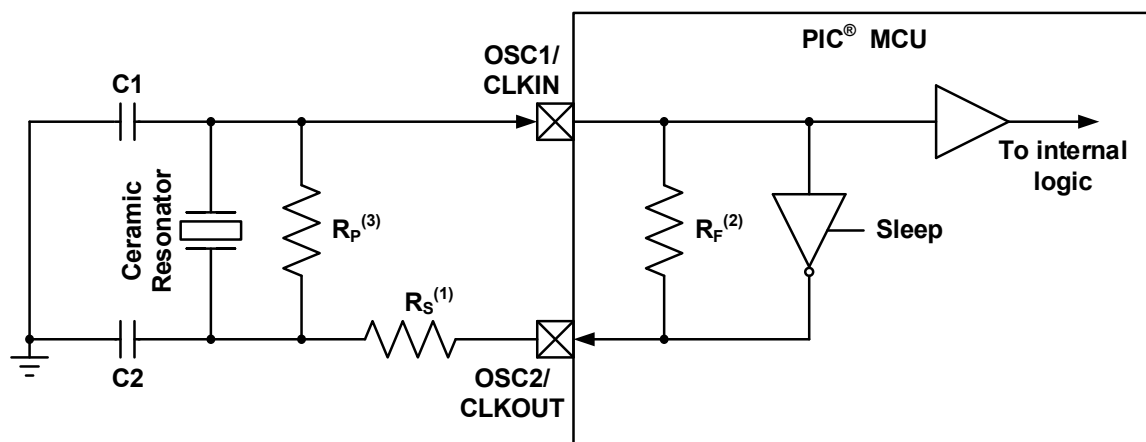 PIC® MCU
OSC1/
CLKIN
C1
To internal
logic
Ceramic
Resonator
RP(3)
RF(2)
Sleep
RS(1)
C2
OSC2/
CLKOUT